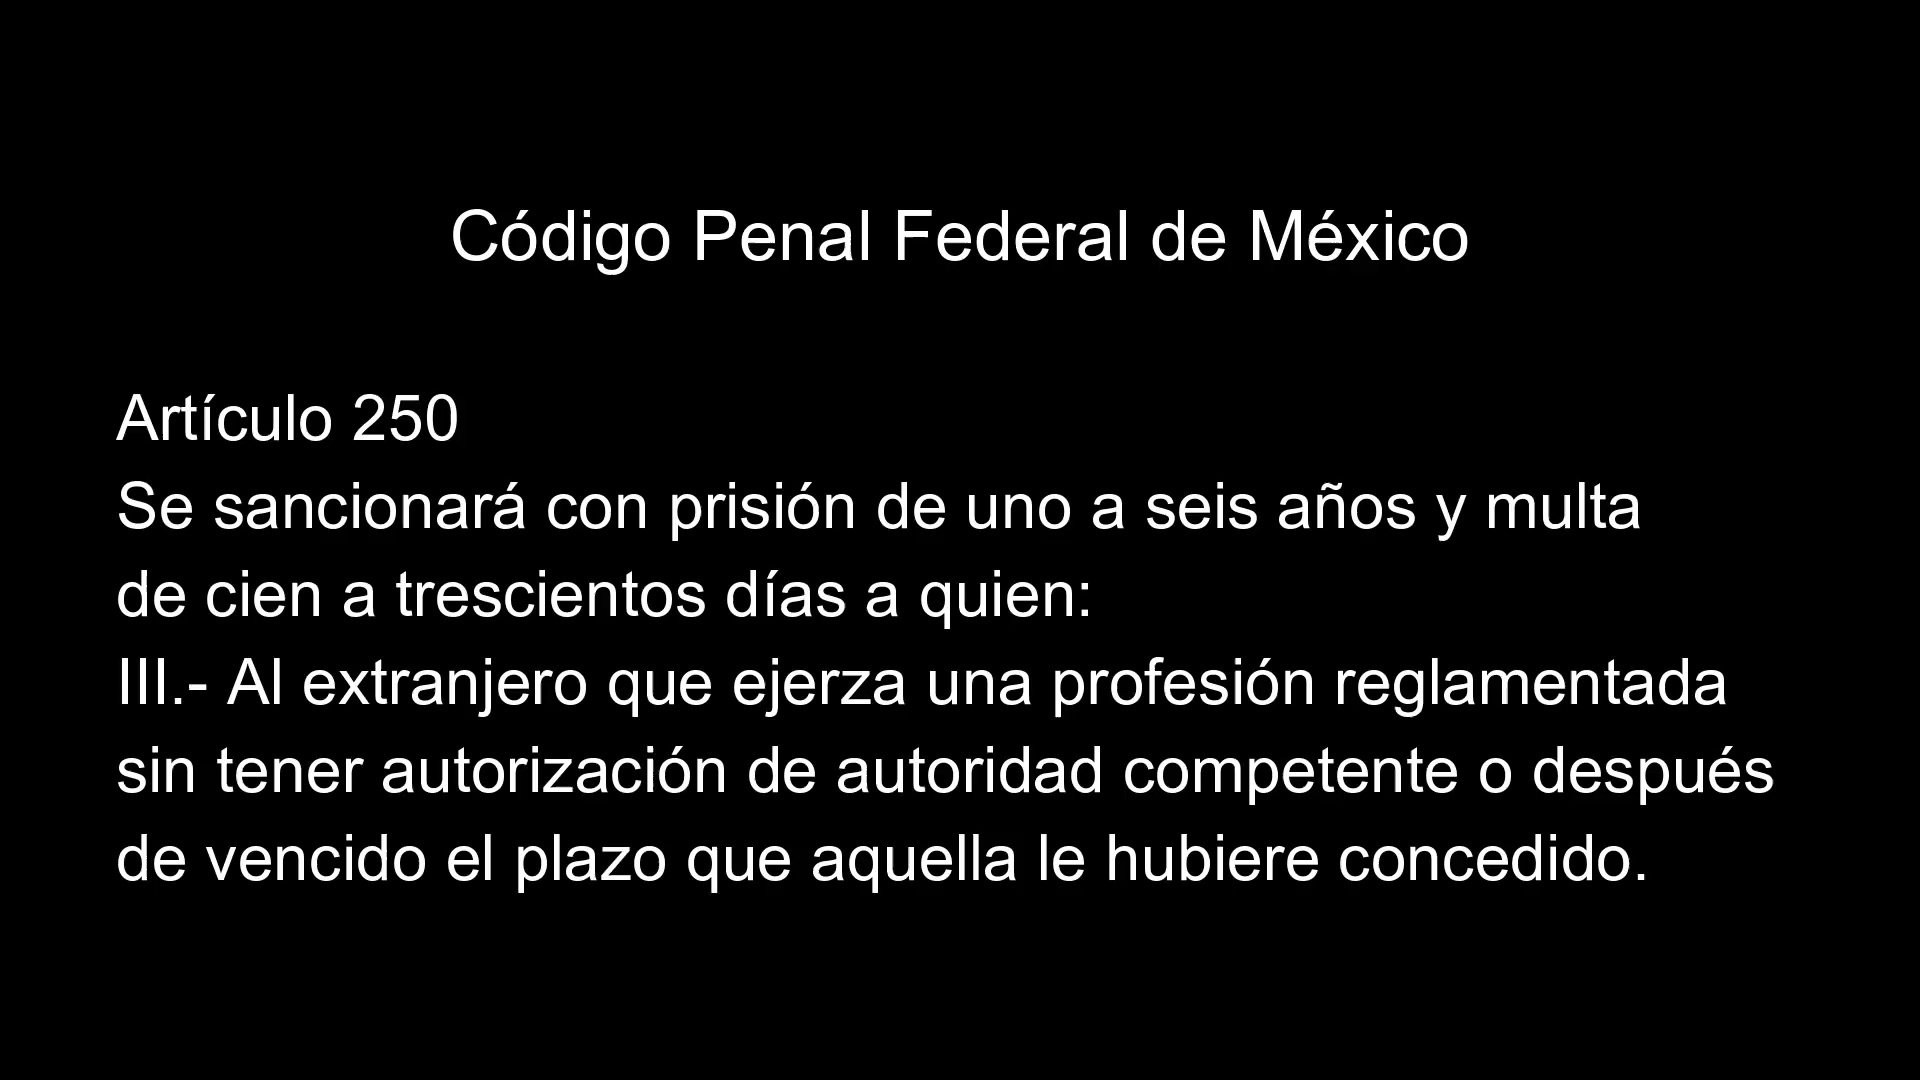 Código Penal Federal de México
Artículo 250
Se sancionará con prisión de uno a seis años y multa
de cien a trescientos días a quien:
III.- Al extranjero que ejerza una profesión reglamentada
sin tener autorización de autoridad competente o después
de vencido el plazo que aquella le hubiere concedido.